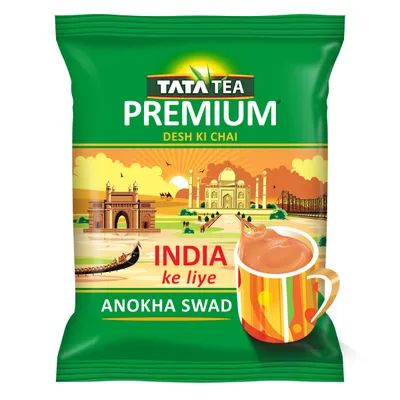 TATA TEA
PREMIUM
DESH KI CHAI
INDIA
ke liye
ANOKHA SWAD